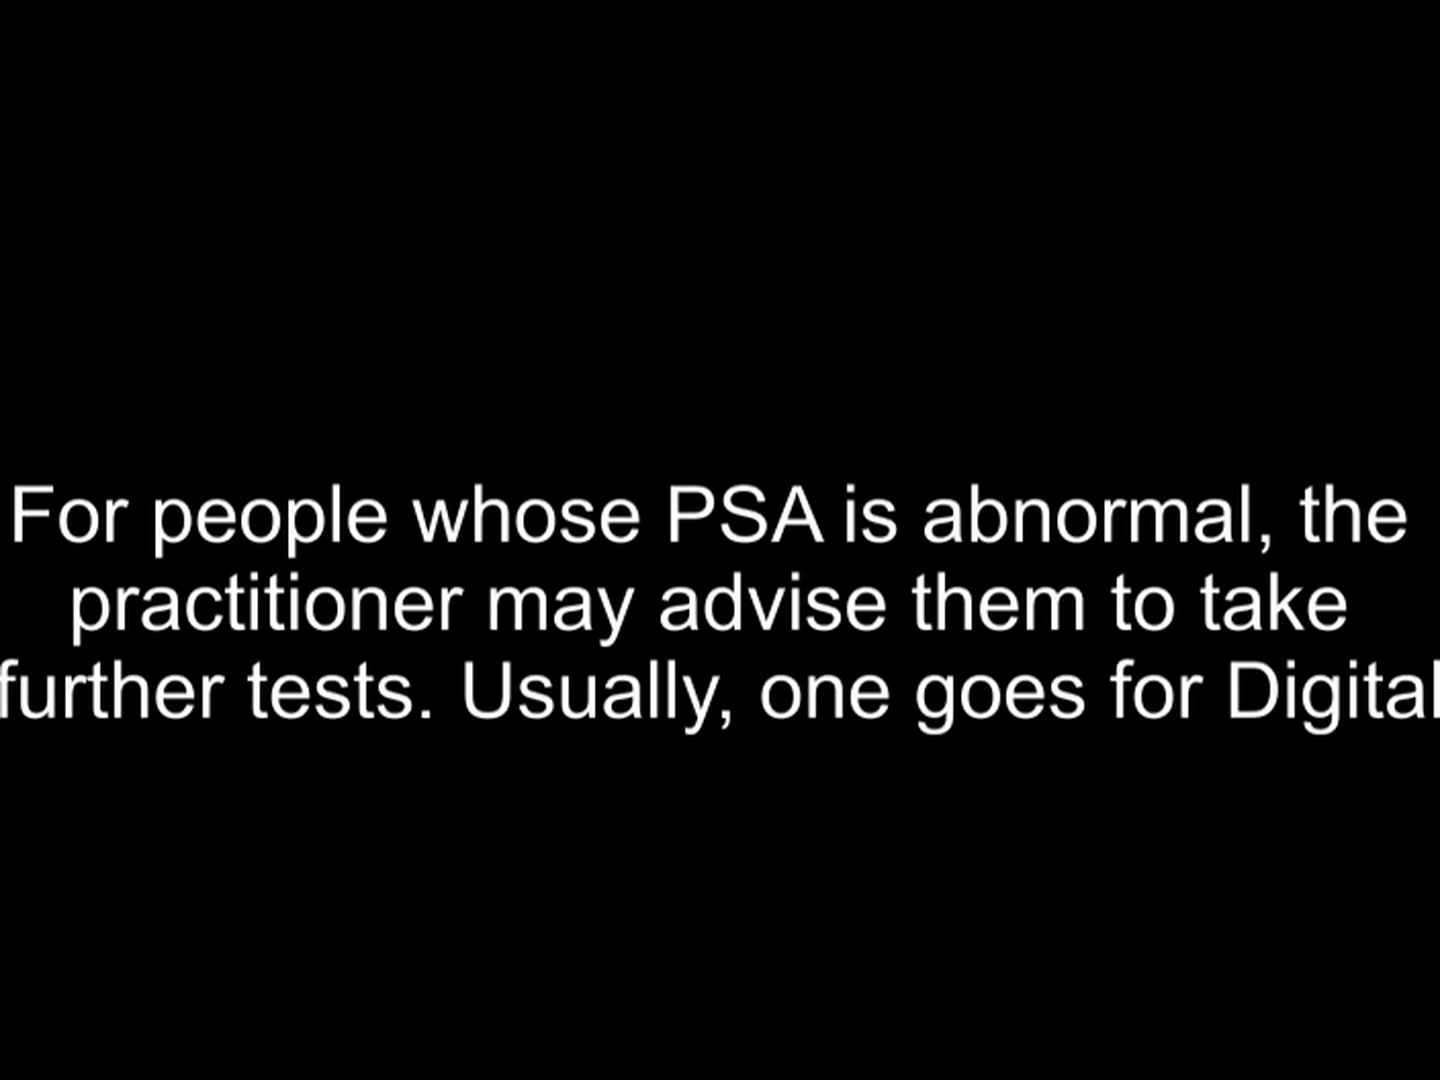 For people whose PSA is abnormal, the
practitioner may advise them to take
further tests. Usually, one goes for Digital